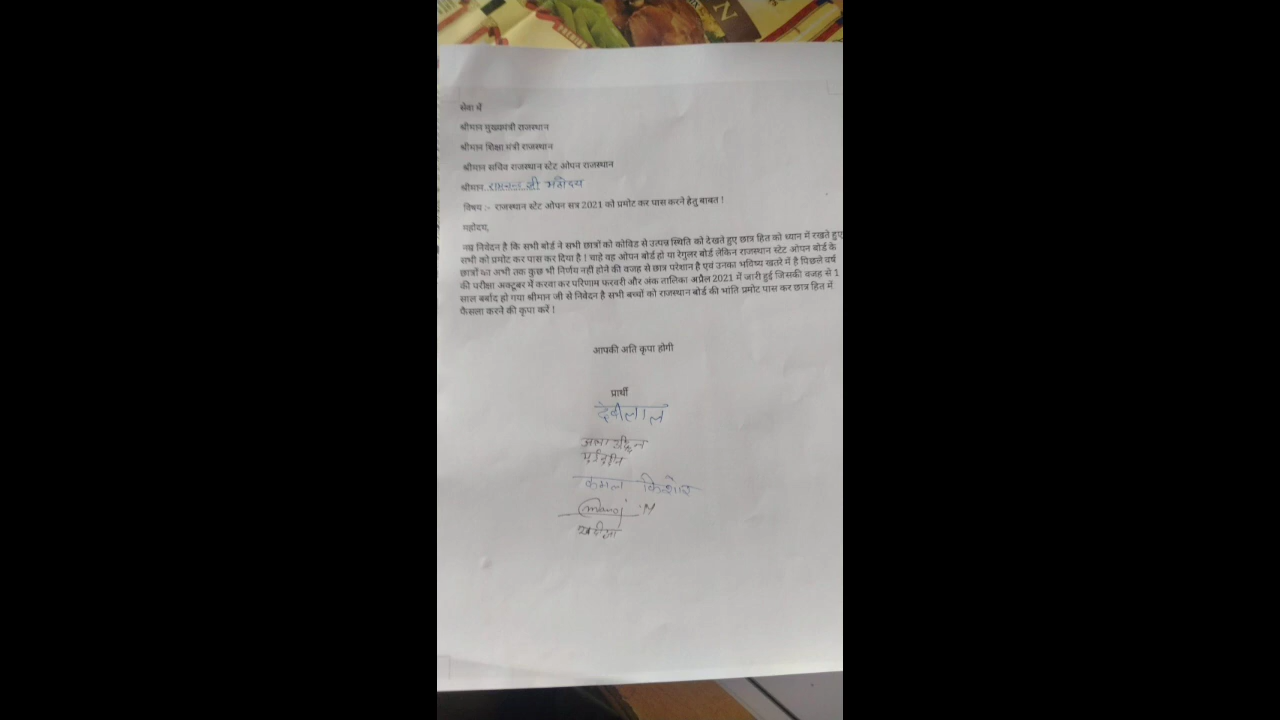 सेवा में
श्रीमान मुख्यमंत्री राजस्थान
श्रीमान शिक्षा मंत्री राजस्थान
श्रीमान सचिव राजस्थान स्टेट ओपन राजस्थान
श्रीमान जी महोदय
विषय :- राजस्थान स्टेट ओपन सत्र 2021 को प्रमोट कर पास करने हेतु बाबत !
महोदय,
नम्र निवेदन है कि सभी बोर्ड ने सभी छात्रों को कोविड से उत्पन्न स्थिति को देखते हुए छात्र हित को ध्यान में रखते हुए
सभी को प्रमोट कर पास कर दिया है ! चाहे वह ओपन बोर्ड हो या रेगुलर बोर्ड लेकिन राजस्थान स्टेट ओपन बोर्ड के
छात्रों का अभी तक कुछ भी निर्णय नहीं होने की वजह से छात्र परेशान है एवं उनका भविष्य खतरे में है पिछले वर्ष
की परीक्षा अक्टूबर में करवा कर परिणाम फरवरी और अंक तालिका अप्रैल 2021 में जारी हुई जिसकी वजह से 1
साल बर्बाद हो गया श्रीमान जी से निवेदन है सभी बच्चों को राजस्थान बोर्ड की भांति प्रमोट पास कर छात्र हित में
फैसला करने की कृपा करें !
आपकी अति कृपा होगी
प्रार्थी
देवीलाल
कमल किशोर
Manoj